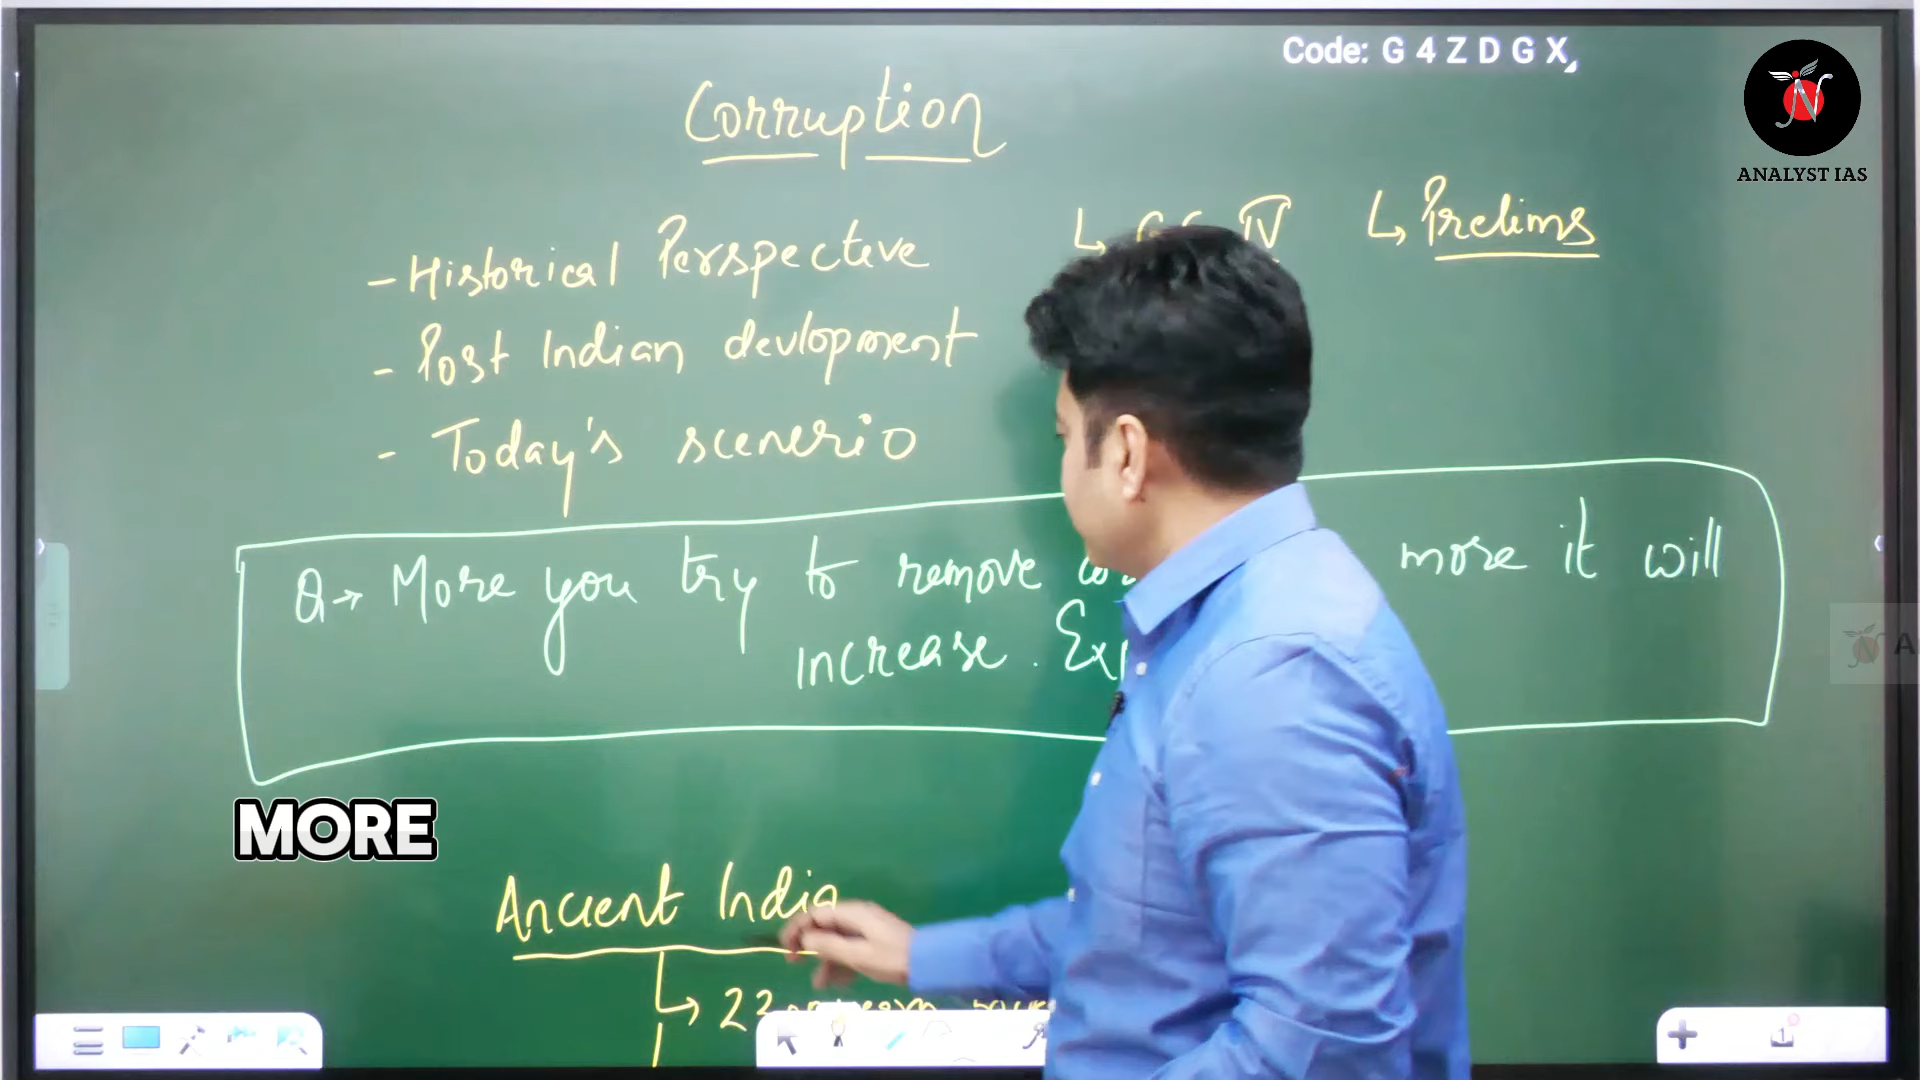 Code: G 4 Z D G X
Corruption
ANALYST IAS
↳ IV ↳ Prelims
- Historical Perspective
- Post Indian devlopment
- Today's scenerio
Q→ More you try to remove more it will
increase.
MORE
Ancient India
↳